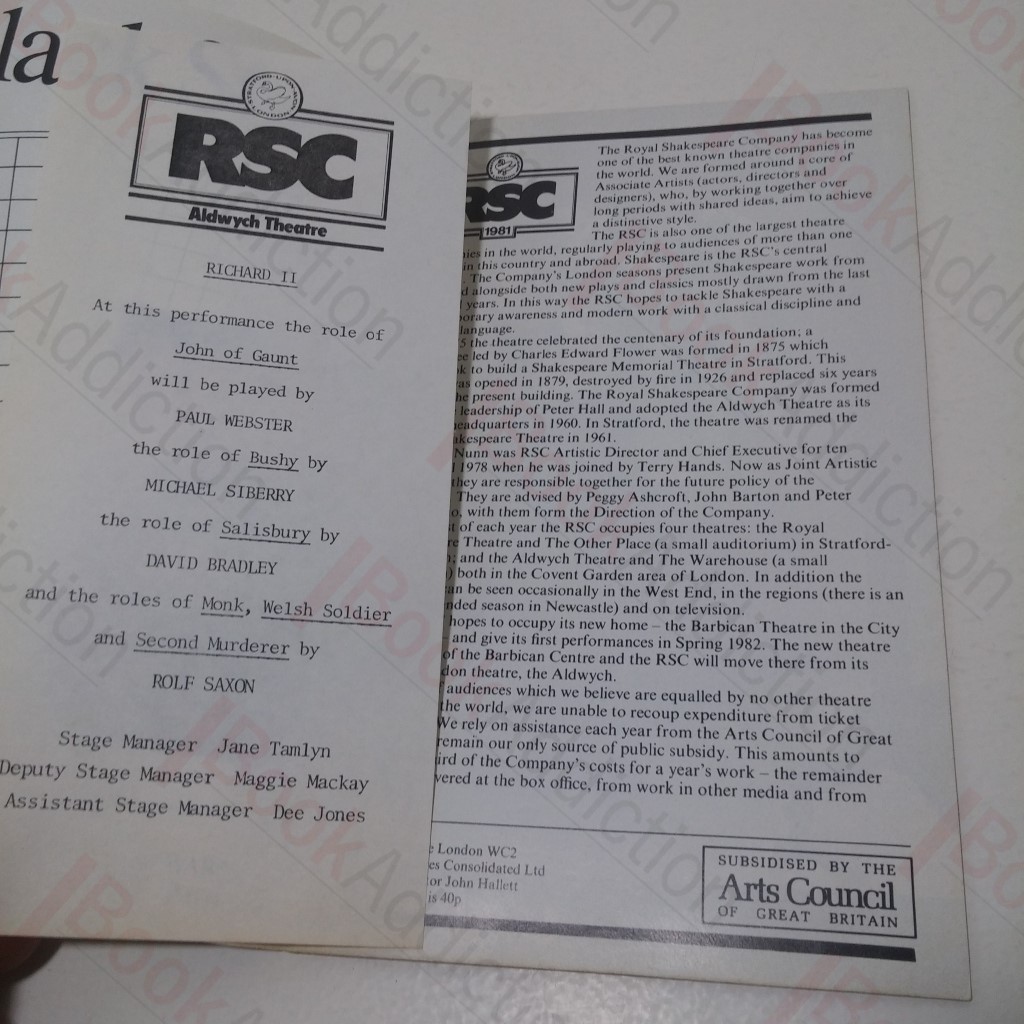 la
STRATFORD-UPON-AVON
LONDON
RSC
Aldwych Theatre
RICHARD II
At this performance the role of
John of Gaunt
will be played by
PAUL WEBSTER
the role of Bushy by
MICHAEL SIBERRY
the role of Salisbury by
DAVID BRADLEY
and the roles of Monk, Welsh Soldier
and Second Murderer by
ROLF SAXON
Stage Manager Jane Tamlyn
Deputy Stage Manager Maggie Mackay
Assistant Stage Manager Dee Jones
RSC
1981
The Royal Shakespeare Company has become
one of the best known theatre companies in
the world. We are formed around a core of
Associate Artists (actors, directors and
designers), who, by working together over
long periods with shared ideas, aim to achieve
a distinctive style.
The RSC is also one of the largest theatre
in the world, regularly playing to audiences of more than one
in this country and abroad. Shakespeare is the RSC's central
. The Company's London seasons present Shakespeare work from
alongside both new plays and classics mostly drawn from the last
years. In this way the RSC hopes to tackle Shakespeare with a
awareness and modern work with a classical discipline and
language.
the theatre celebrated the centenary of its foundation; a
led by Charles Edward Flower was formed in 1875 which
to build a Shakespeare Memorial Theatre in Stratford. This
opened in 1879, destroyed by fire in 1926 and replaced six years
present building. The Royal Shakespeare Company was formed
leadership of Peter Hall and adopted the Aldwych Theatre as its
headquarters in 1960. In Stratford, the theatre was renamed the
Theatre in 1961.
Nunn was RSC Artistic Director and Chief Executive for ten
1978 when he was joined by Terry Hands. Now as Joint Artistic
they are responsible together for the future policy of the
They are advised by Peggy Ashcroft, John Barton and Peter
, with them form the Direction of the Company.
of each year the RSC occupies four theatres: the Royal
Theatre and The Other Place (a small auditorium) in Stratford-
; and the Aldwych Theatre and The Warehouse (a small
) both in the Covent Garden area of London. In addition the
be seen occasionally in the West End, in the regions (there is an
season in Newcastle) and on television.
hopes to occupy its new home – the Barbican Theatre in the City
and give its first performances in Spring 1982. The new theatre
of the Barbican Centre and the RSC will move there from its
theatre, the Aldwych.
audiences which we believe are equalled by no other theatre
the world, we are unable to recoup expenditure from ticket
We rely on assistance each year from the Arts Council of Great
remain our only source of public subsidy. This amounts to
of the Company's costs for a year's work – the remainder
at the box office, from work in other media and from
London WC2
Consolidated Ltd
John Hallett
is 40p
SUBSIDISED BY THE
Arts Council
OF GREAT BRITAIN
BookAddiction